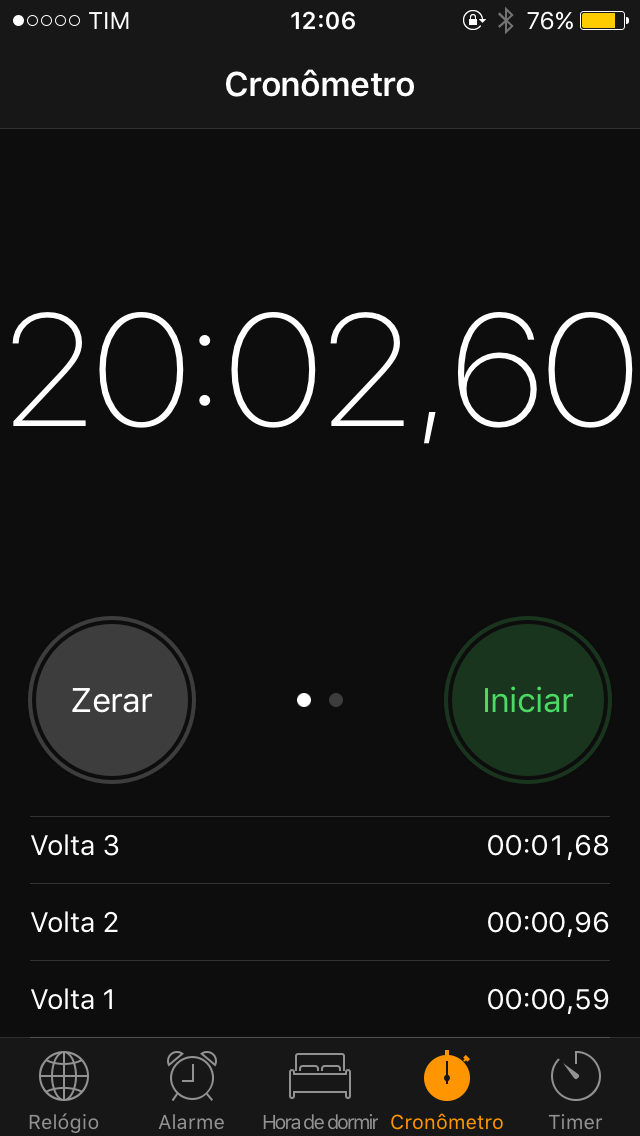 TIM 12:06 76%
Cronômetro
20:02,60
Zerar Iniciar
Volta 3 00:01,68
Volta 2 00:00,96
Volta 1 00:00,59
Relógio Alarme Hora de dormir Cronômetro Timer